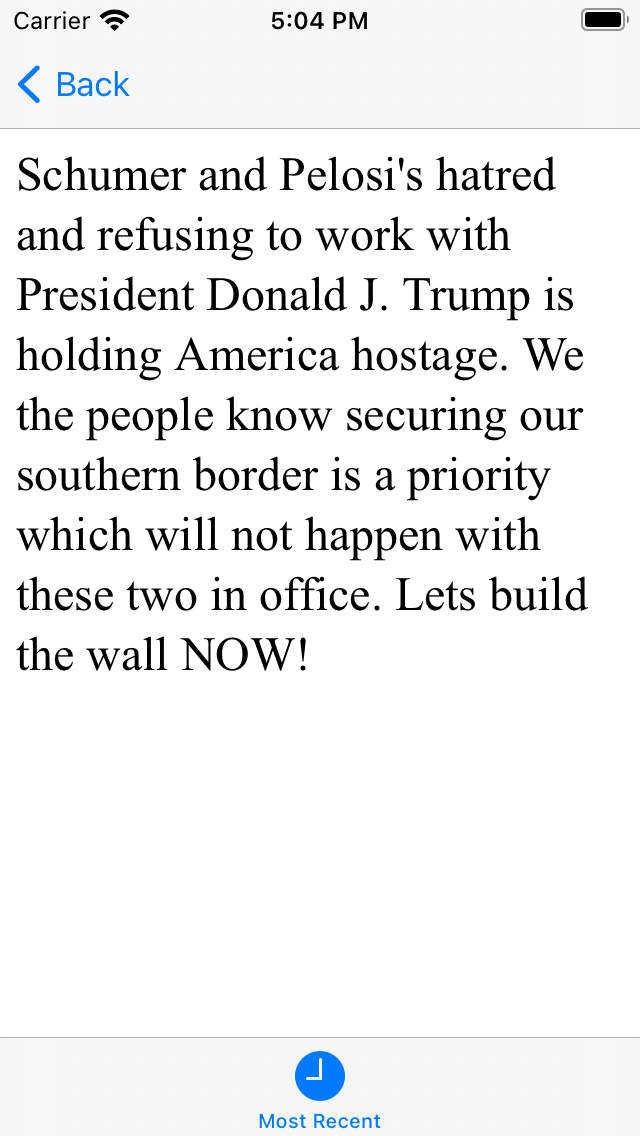 Carrier 5:04 PM
Back
Schumer and Pelosi's hatred
and refusing to work with
President Donald J. Trump is
holding America hostage. We
the people know securing our
southern border is a priority
which will not happen with
these two in office. Lets build
the wall NOW!
Most Recent